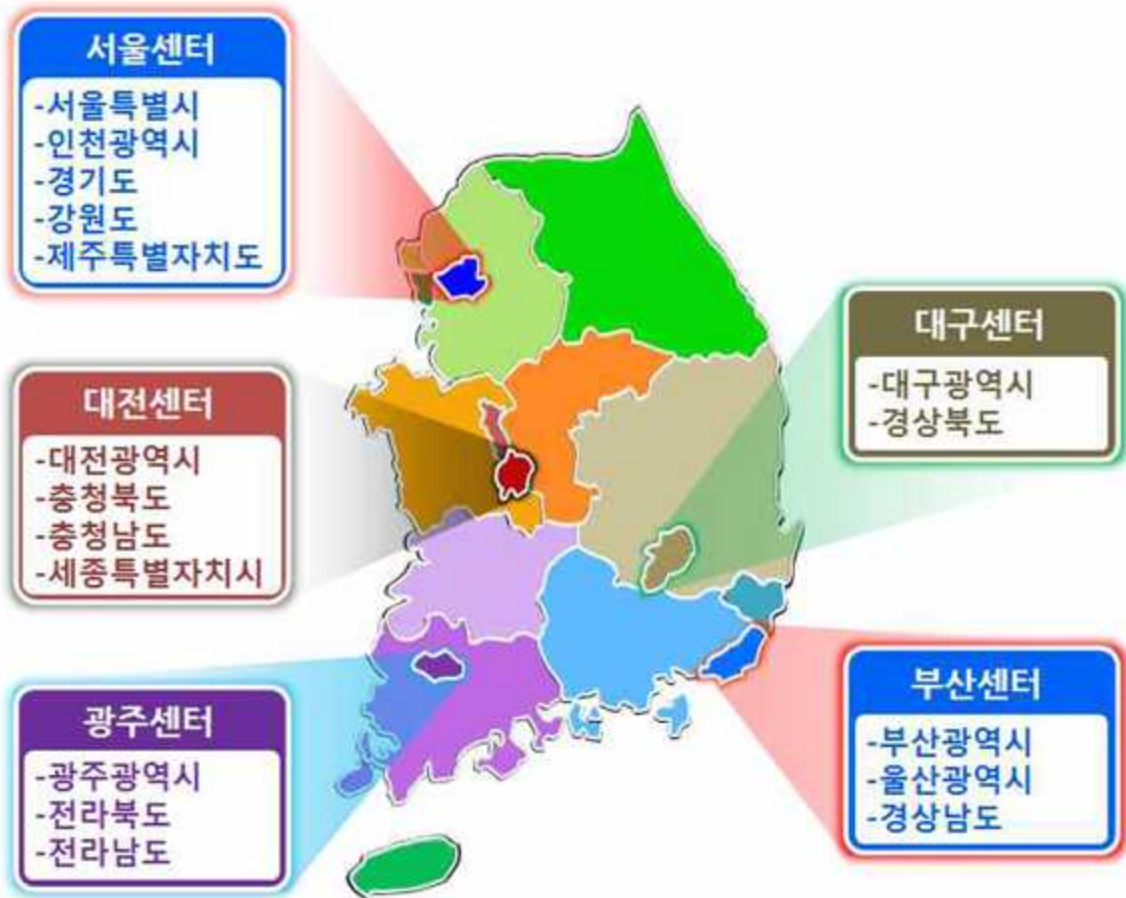 서울센터
-서울특별시
-인천광역시
-경기도
-강원도
-제주특별자치도
대전센터
-대전광역시
-충청북도
-충청남도
-세종특별자치시
광주센터
-광주광역시
-전라북도
-전라남도
대구센터
-대구광역시
-경상북도
부산센터
-부산광역시
-울산광역시
-경상남도